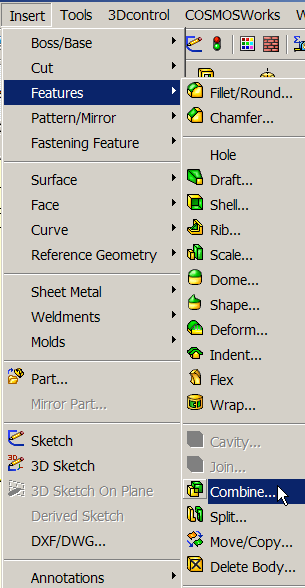 Insert Tools 3Dcontrol COSMOSWorks
Boss/Base
Cut
Features
Pattern/Mirror
Fastening Feature
Surface
Face
Curve
Reference Geometry
Sheet Metal
Weldments
Molds
Part...
Mirror Part...
Sketch
3D Sketch
3D Sketch On Plane
Derived Sketch
DXF/DWG...
Annotations
Fillet/Round...
Chamfer...
Hole
Draft...
Shell...
Rib...
Scale...
Dome...
Shape...
Deform...
Indent...
Flex
Wrap...
Cavity...
Join...
Combine...
Split...
Move/Copy...
Delete Body...